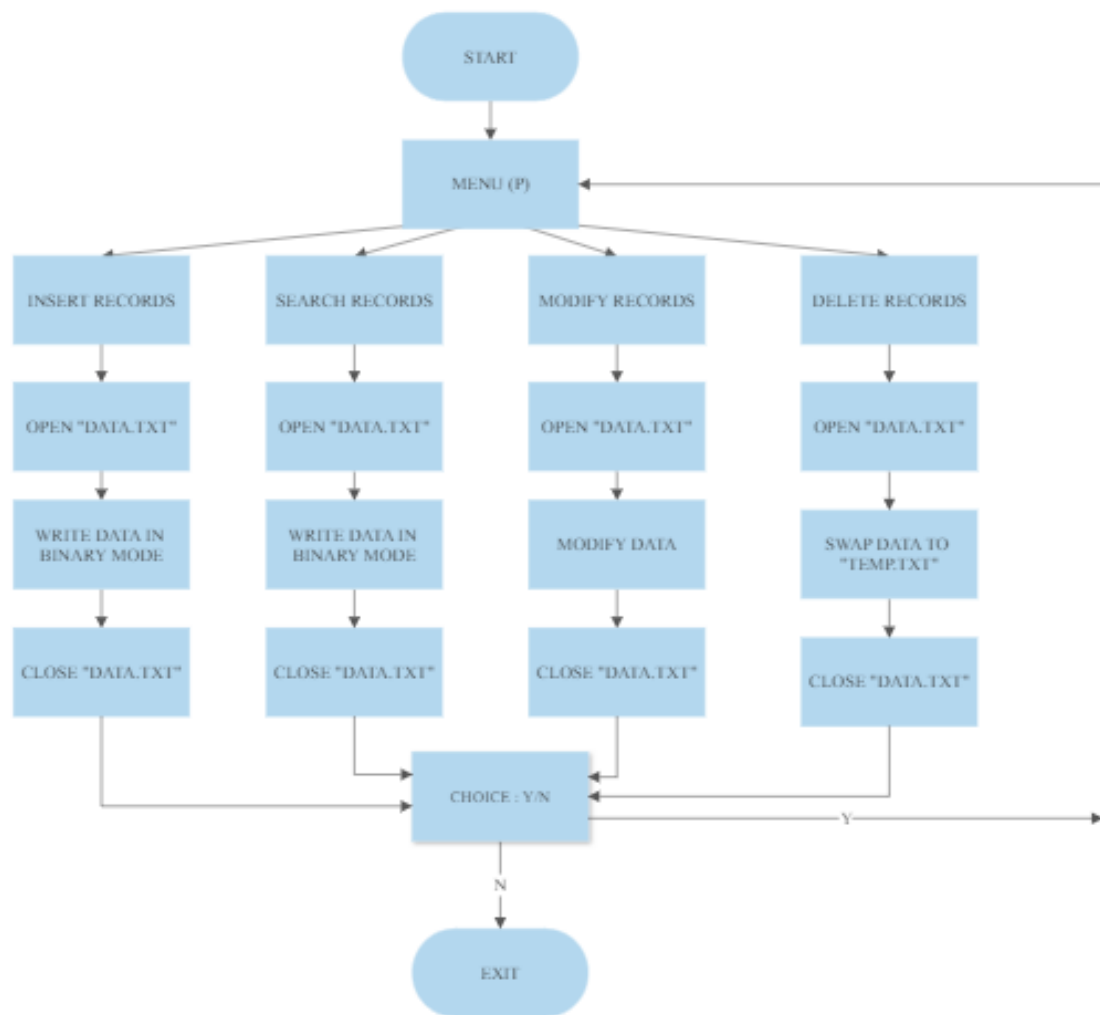 START
MENU (P)
INSERT RECORDS
SEARCH RECORDS
MODIFY RECORDS
DELETE RECORDS
OPEN "DATA.TXT"
OPEN "DATA.TXT"
OPEN "DATA.TXT"
OPEN "DATA.TXT"
WRITE DATA IN
BINARY MODE
WRITE DATA IN
BINARY MODE
MODIFY DATA
SWAP DATA TO
"TEMP.TXT"
CLOSE "DATA.TXT"
CLOSE "DATA.TXT"
CLOSE "DATA.TXT"
CLOSE "DATA.TXT"
CHOICE : Y/N
Y
N
EXIT